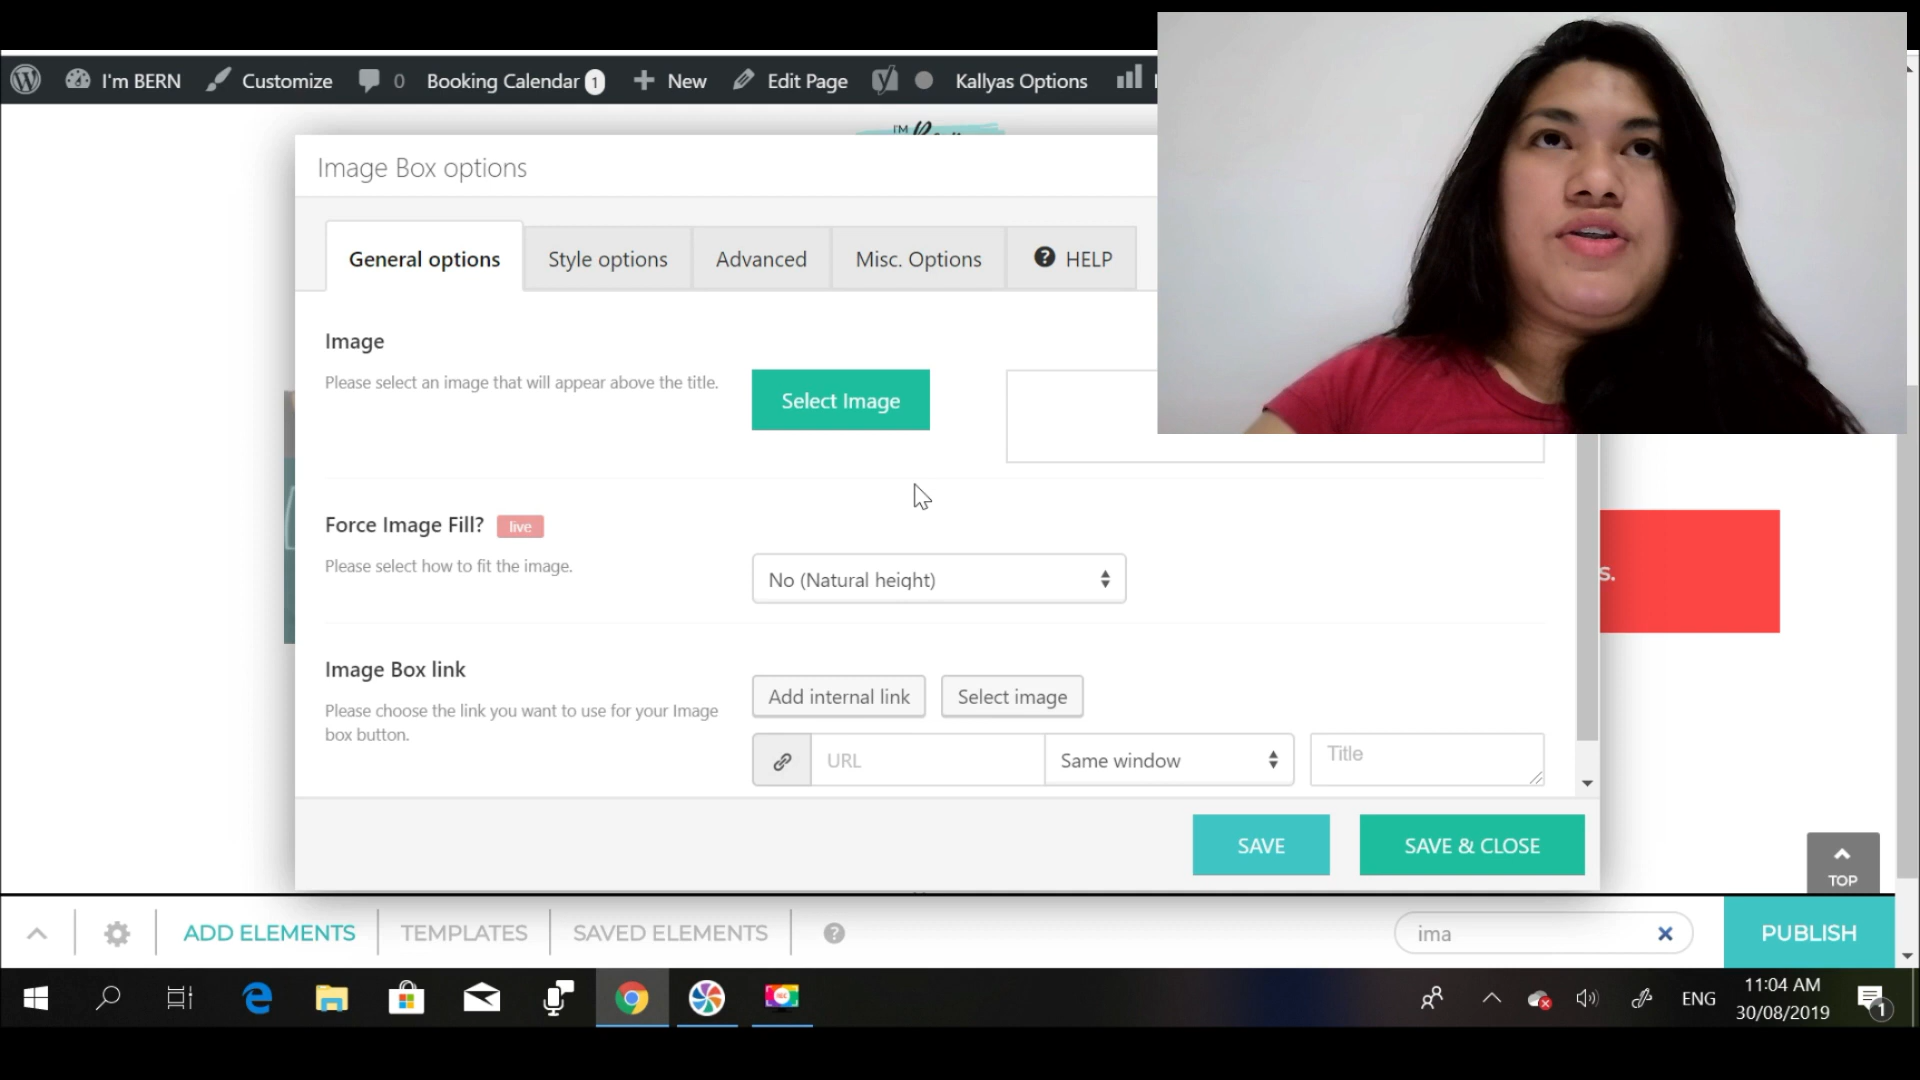 I'm BERN Customize 0 Booking Calendar 1 New Edit Page Kallyas Options
I'M
Image Box options
General options Style options Advanced Misc. Options ? HELP
Image
Please select an image that will appear above the title.
Select Image
Force Image Fill? live
Please select how to fit the image.
No (Natural height)
Image Box link
Please choose the link you want to use for your Image
box button.
Add internal link Select image
URL Same window Title
s.
SAVE SAVE & CLOSE
TOP
ADD ELEMENTS TEMPLATES SAVED ELEMENTS ? ima × PUBLISH
ENG 11:04 AM
30/08/2019 1